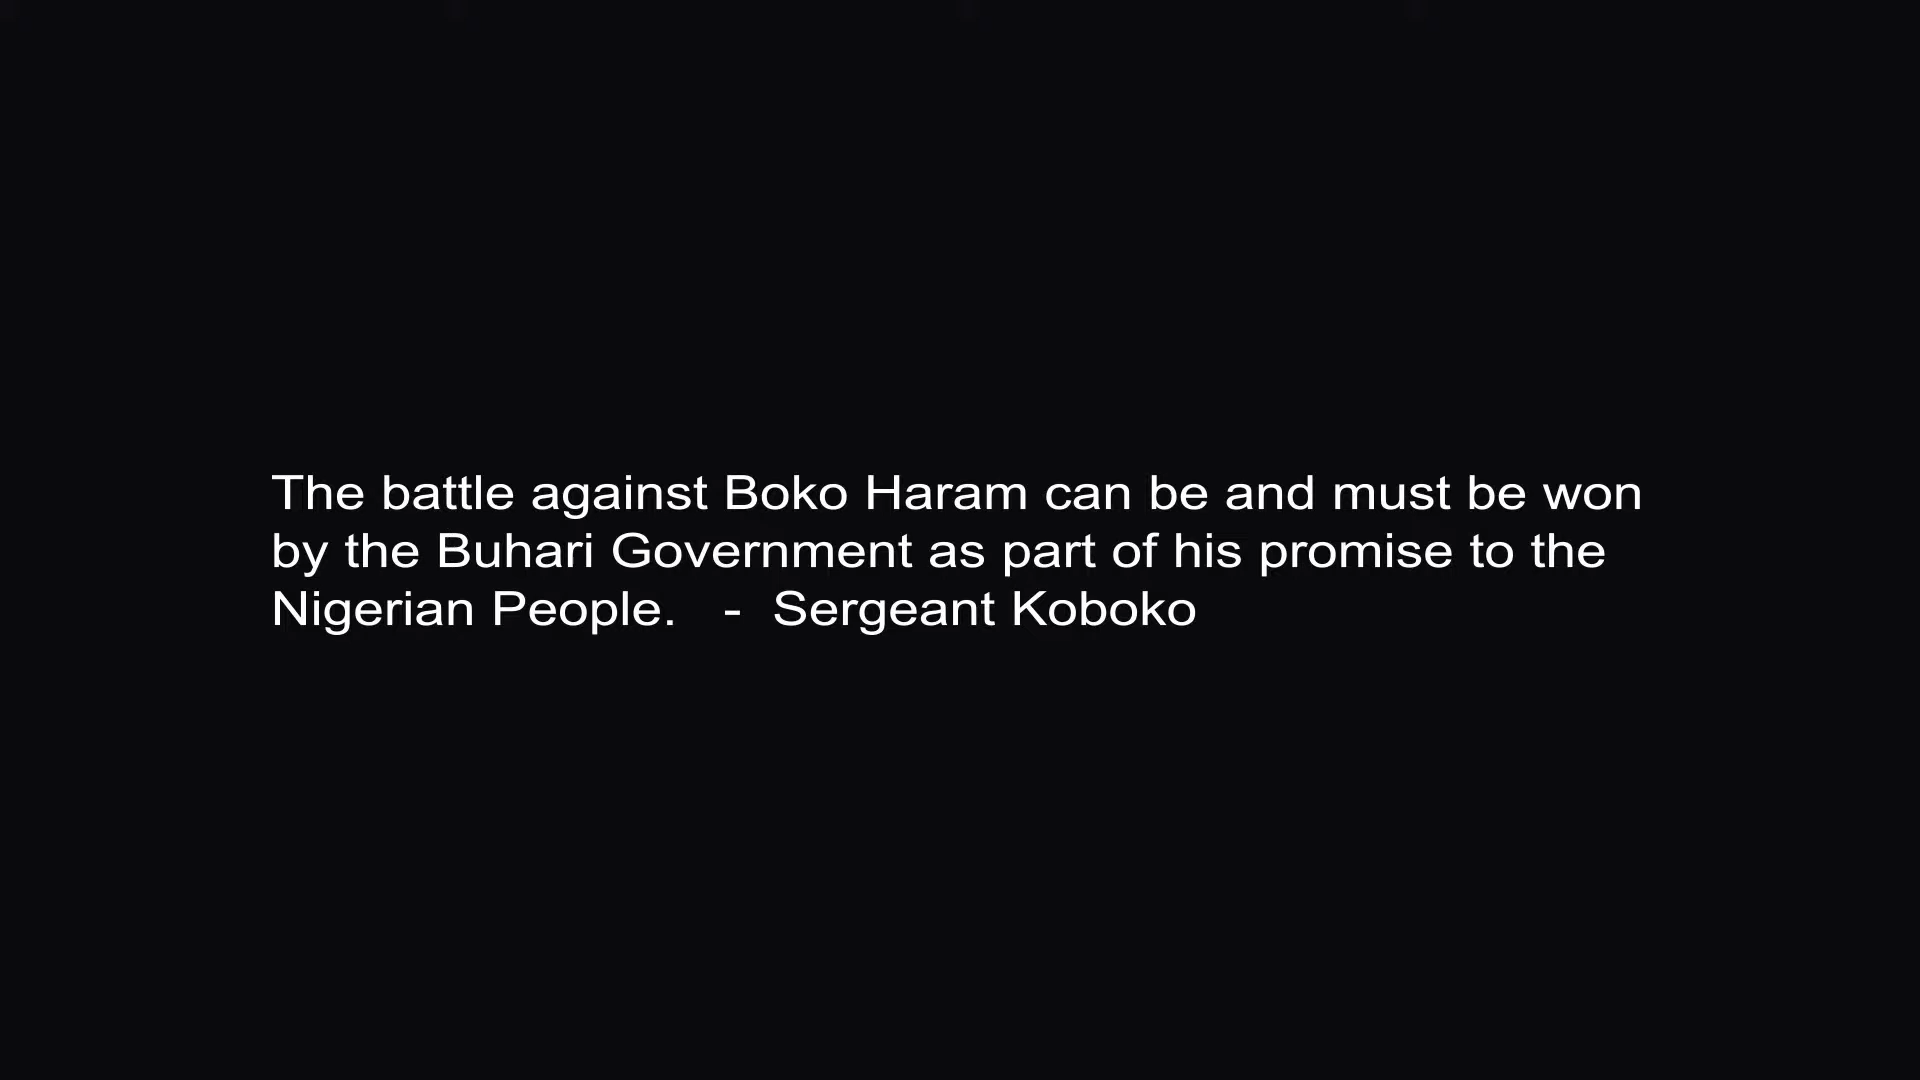 The battle against Boko Haram can be and must be won
by the Buhari Government as part of his promise to the
Nigerian People.   -  Sergeant Koboko